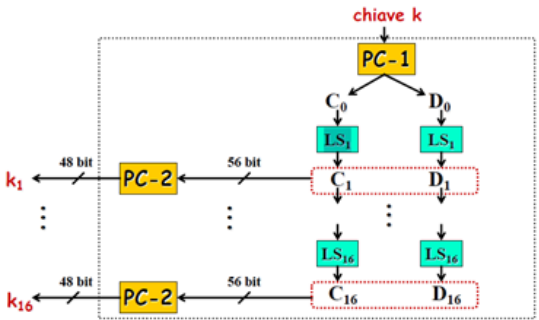 chiave k
PC-1
C₀ D₀
LS₁ LS₁
48 bit 56 bit
k₁ PC-2 C₁ D₁
... ... ...
LS₁₆ LS₁₆
48 bit 56 bit
k₁₆ PC-2 C₁₆ D₁₆